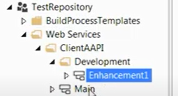 TestRepository
BuildProcessTemplates
Web Services
ClientAAPI
Development
Enhancement1
Main